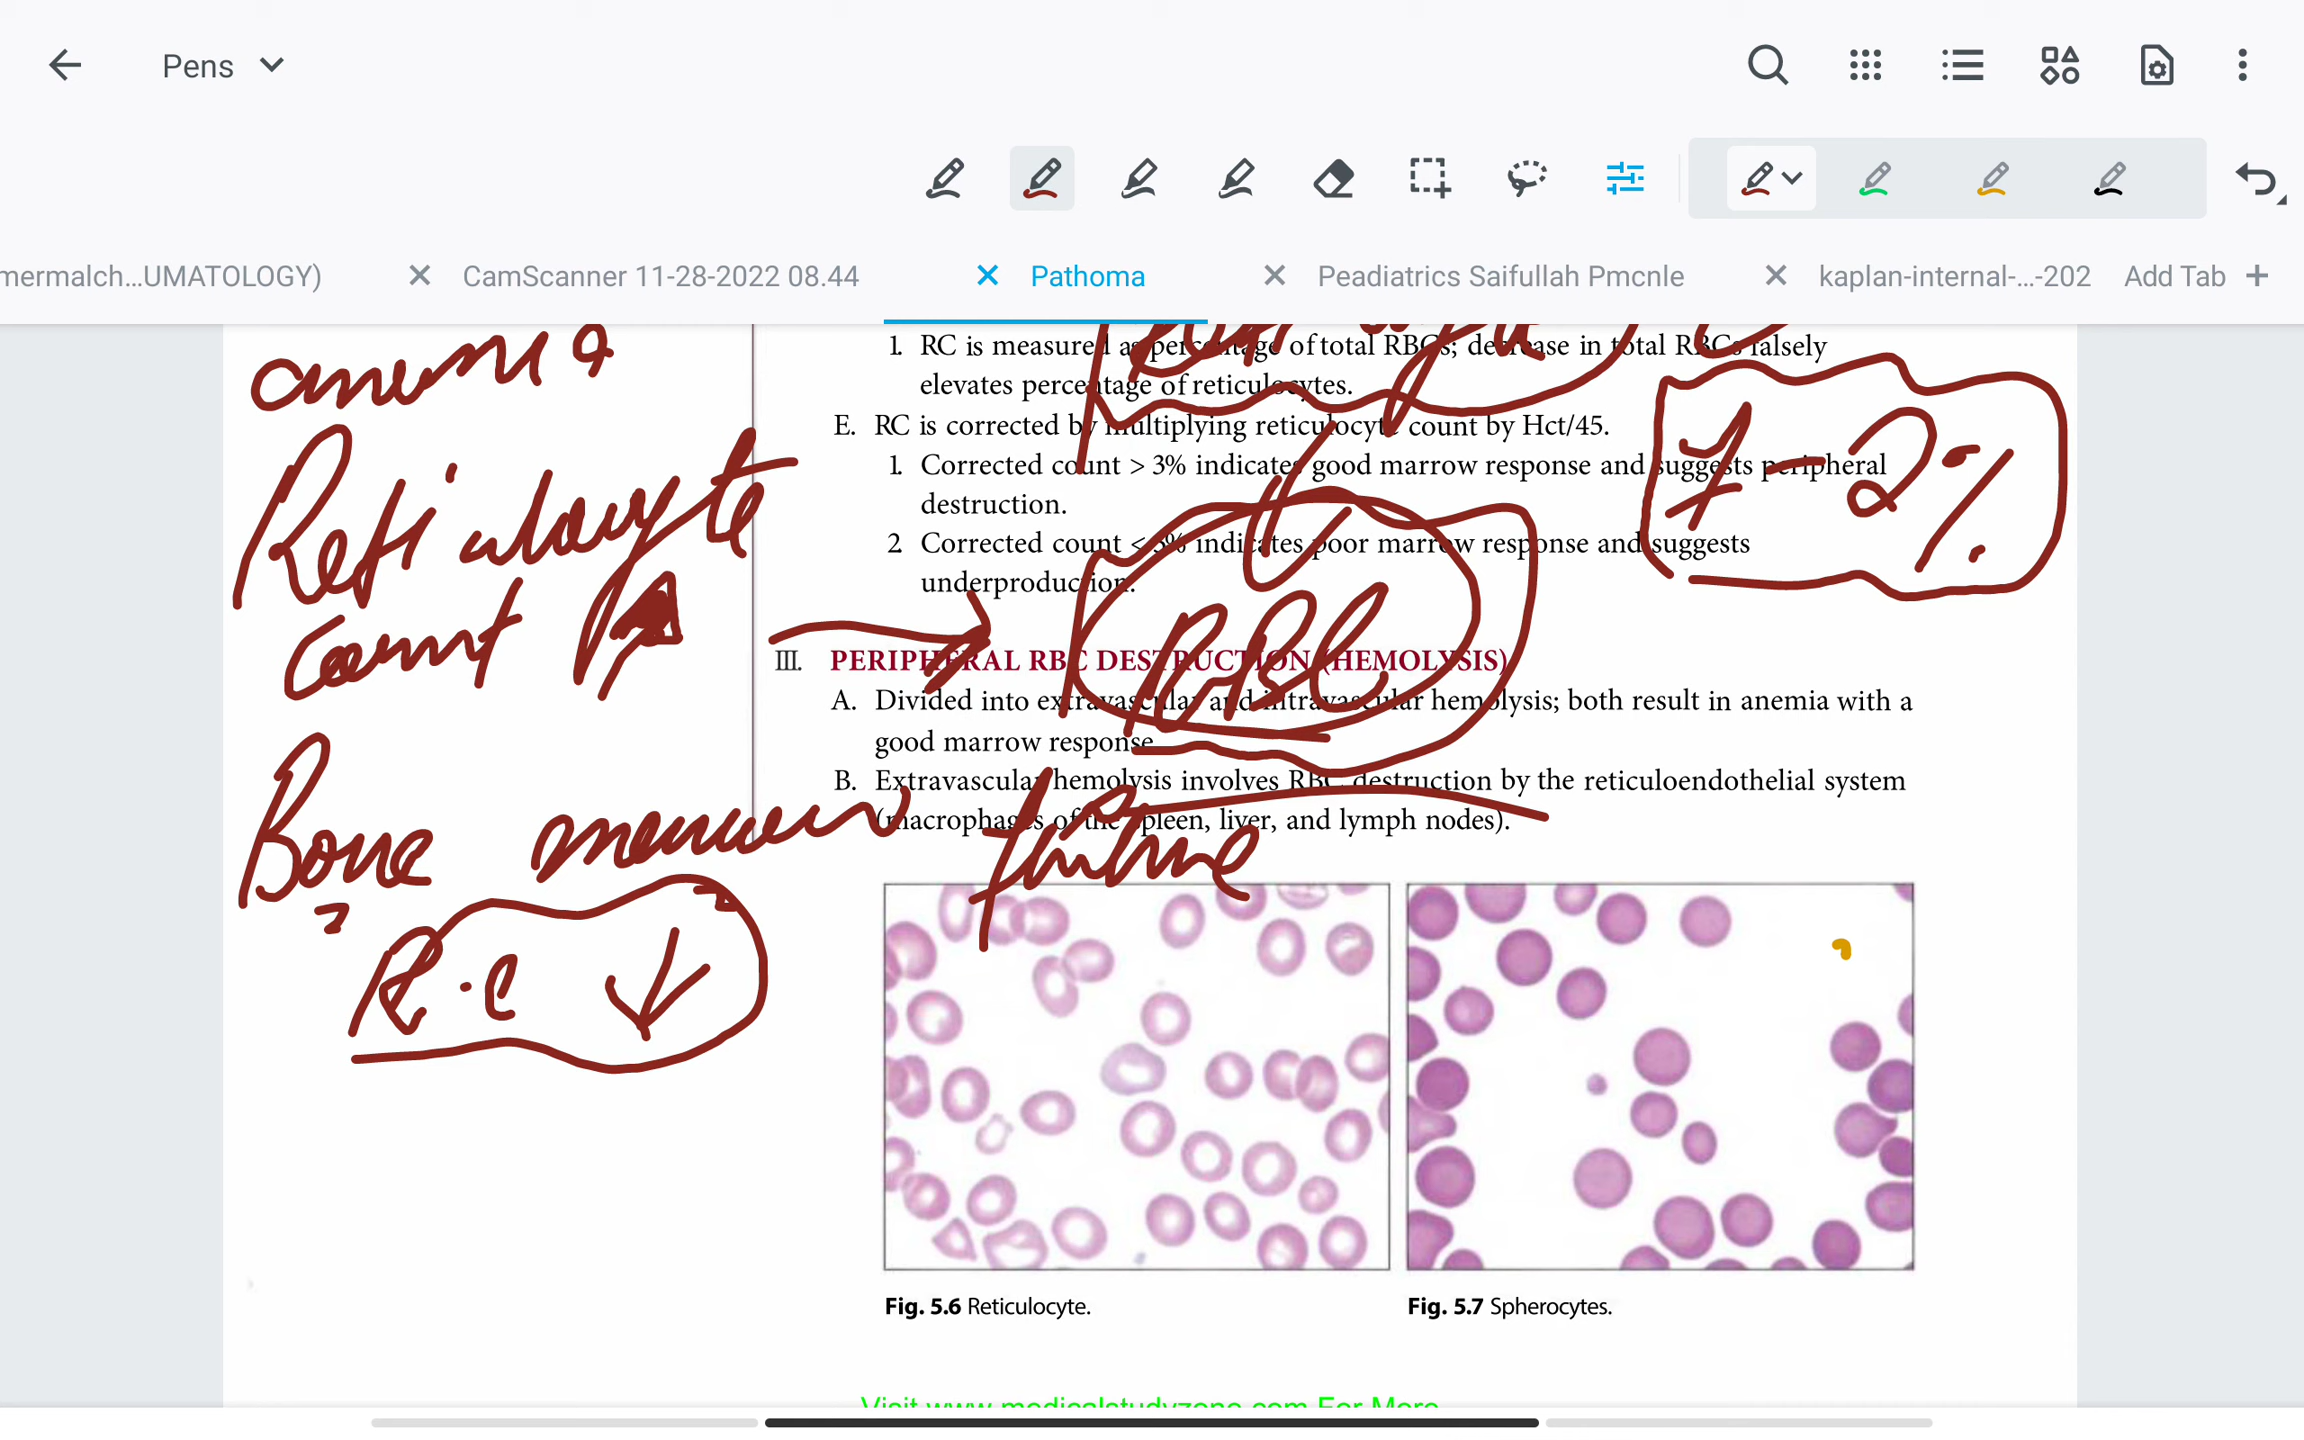 Pens
mermalch...UMATOLOGY)
CamScanner 11-28-2022 08.44
Pathoma
Peadiatrics Saifullah Pmcnle
kaplan-internal-...-202
Add Tab
1. RC is measured as percentage of total RBCs; decrease in total RBCs falsely
elevates percentage of reticulocytes.
E. RC is corrected by multiplying reticulocyte count by Hct/45.
1. Corrected count > 3% indicates good marrow response and suggests peripheral
destruction.
2. Corrected count < 3% indicates poor marrow response and suggests
underproduction.
III. PERIPHERAL RBC DESTRUCTION (HEMOLYSIS)
A. Divided into extravascular and intravascular hemolysis; both result in anemia with a
good marrow response
B. Extravascular hemolysis involves RBC destruction by the reticuloendothelial system
(macrophages of the spleen, liver, and lymph nodes).
Reticulocyte
count
Bone
R.C ↓
RBC
2%
Fig. 5.6 Reticulocyte.
Fig. 5.7 Spherocytes.
Visit www.medicalstudyzone.com For More